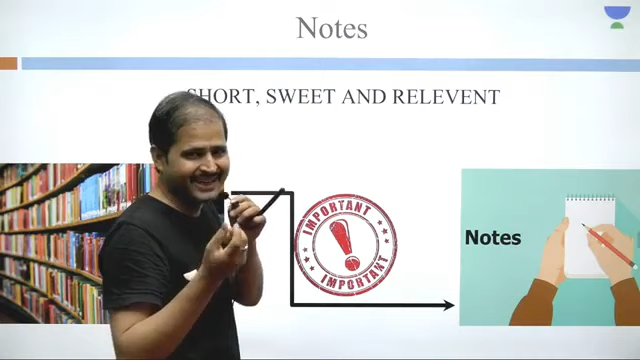 Notes
SHORT, SWEET AND RELEVENT
IMPORTANT
IMPORTANT
Notes